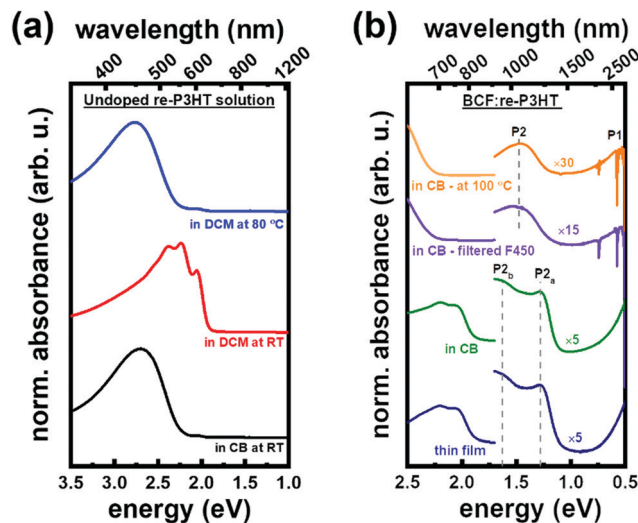 (a)
wavelength (nm)
400 500 600 800 1200
Undoped re-P3HT solution
in DCM at 80 ºC
in DCM at RT
in CB at RT
norm. absorbance (arb. u.)
3.5 3.0 2.5 2.0 1.5 1.0
energy (eV)
(b)
wavelength (nm)
700 800 1000 1500 2500
BCF:re-P3HT
P2 P1
×30
in CB - at 100 ºC
×15
in CB - filtered F450
P2b P2a
×5
in CB
×5
thin film
norm. absorbance (arb. u.)
2.5 2.0 1.5 1.0 0.5
energy (eV)